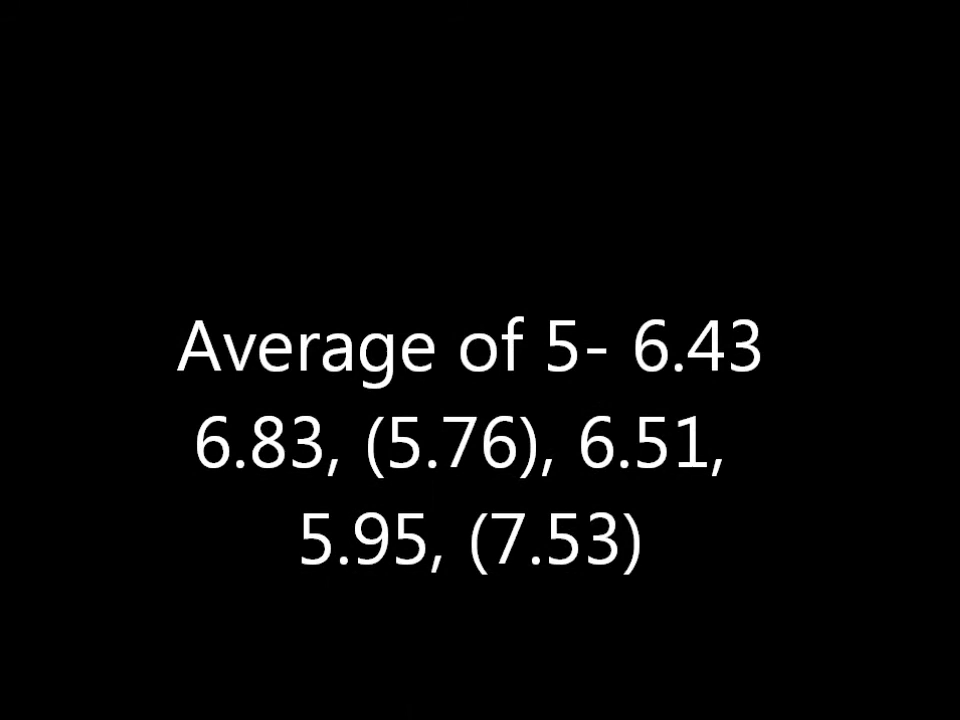 Average of 5- 6.43
6.83, (5.76), 6.51,
5.95, (7.53)